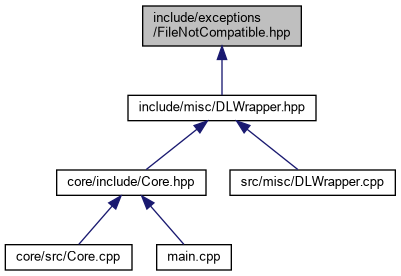 include/exceptions
/FileNotCompatible.hpp
include/misc/DLWrapper.hpp
core/include/Core.hpp
src/misc/DLWrapper.cpp
core/src/Core.cpp
main.cpp